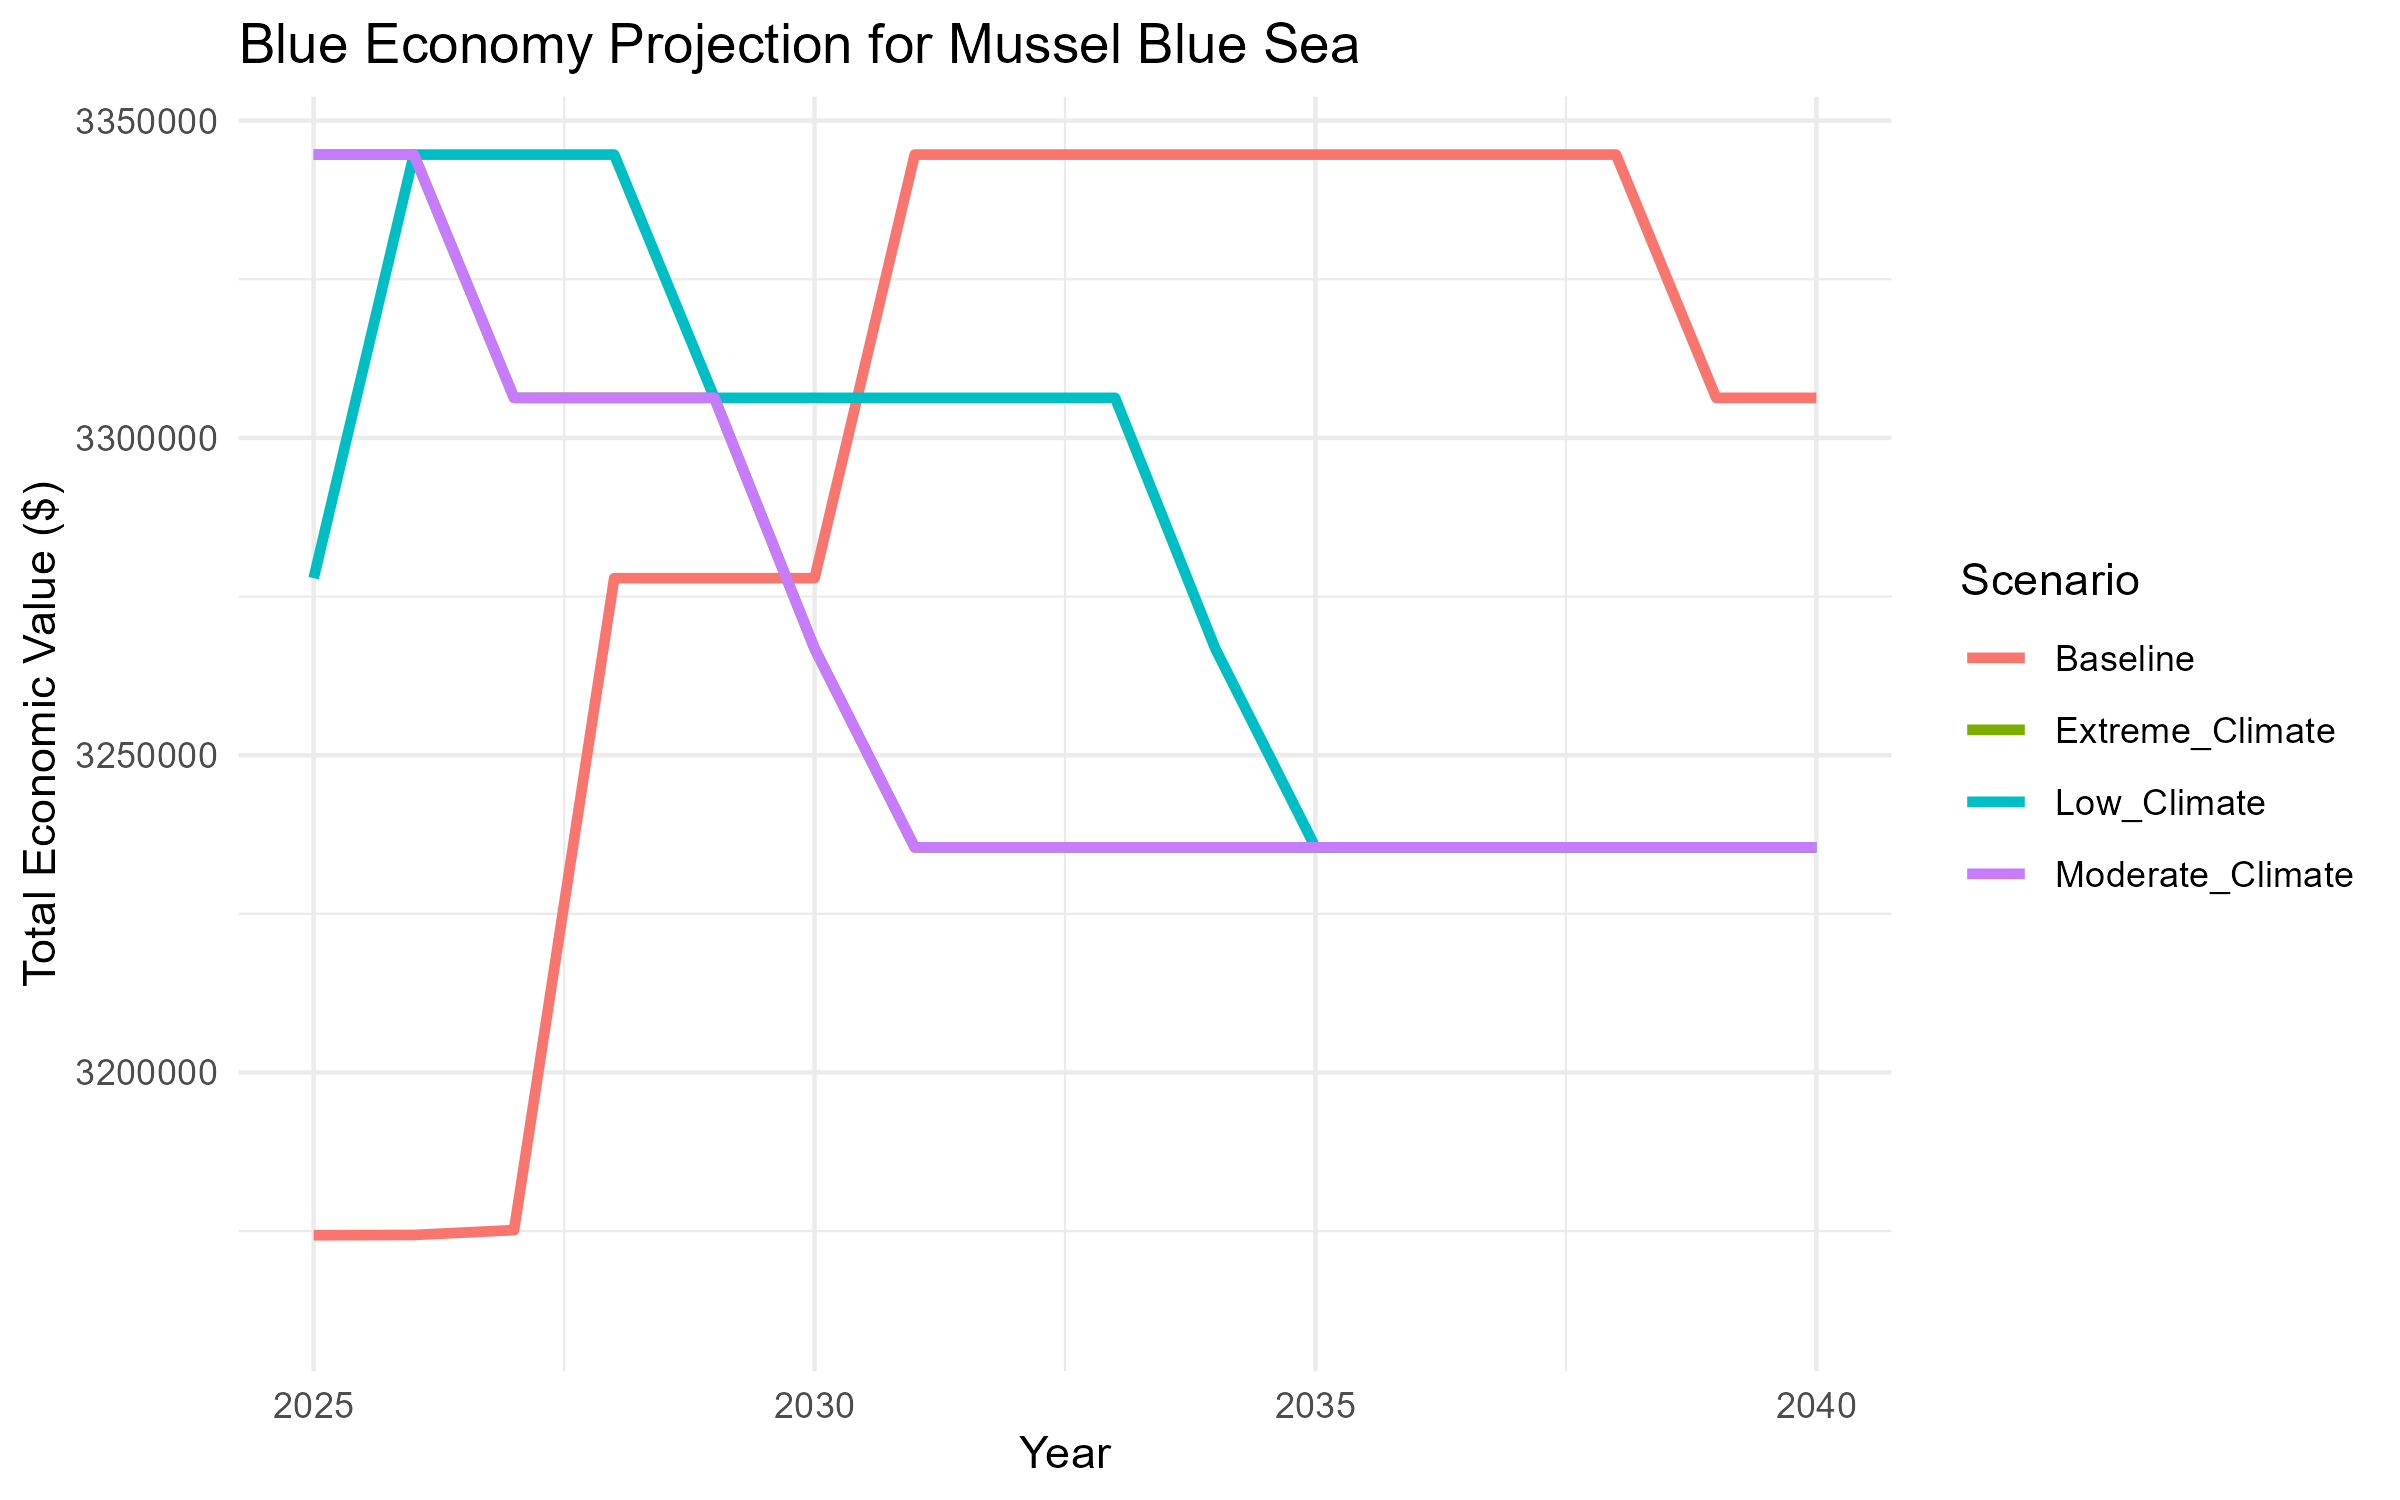 Blue Economy Projection for Mussel Blue Sea
Total Economic Value ($)
3350000
3300000
3250000
3200000
2025
2030
2035
2040
Year
Scenario
Baseline
Extreme_Climate
Low_Climate
Moderate_Climate